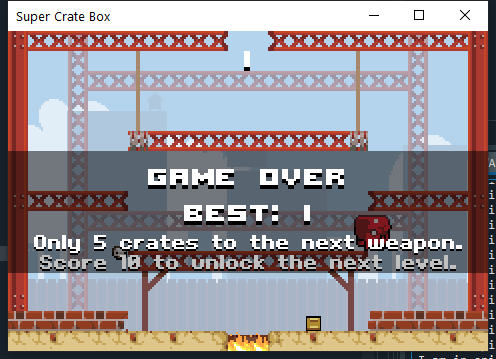 Super Crate Box
1
GAME OVER
BEST: 1
Only 5 crates to the next weapon.
Score 10 to unlock the next level.